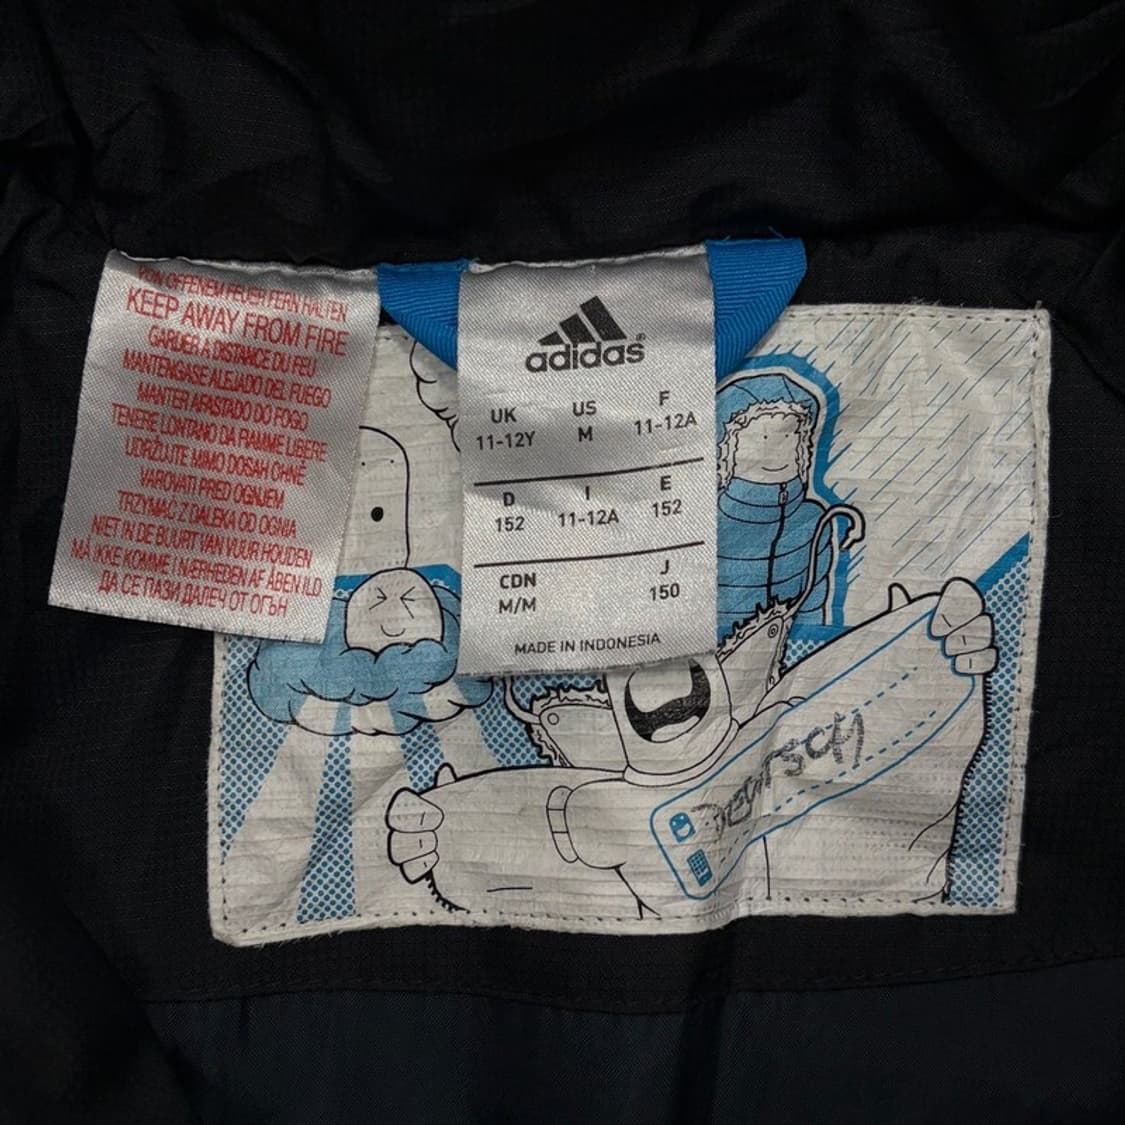 VON OFFENEM FEUER FERN HALTEN
KEEP AWAY FROM FIRE
GARDER A DISTANCE DU FEU
MANTENGASE ALEJADO DEL FUEGO
MANTER AFASTADO DO FOGO
TENERE LONTANO DA FIAMME LIBERE
UDRŽUJTE MIMO DOSAH OHNĚ
VAROVATI PRED OGNJEM
TRZYMAĆ Z DALEKA OD OGNIA
NIET IN DE BUURT VAN VUUR HOUDEN
MÅ IKKE KOMME I NÆRHEDEN AF ÅBEN ILD
ДА СЕ ПАЗИ ДАЛЕЧ ОТ ОГЪН
adidas®
UK US F
11-12Y M 11-12A
D I E
152 11-12A 152
CDN J
M/M 150
MADE IN INDONESIA